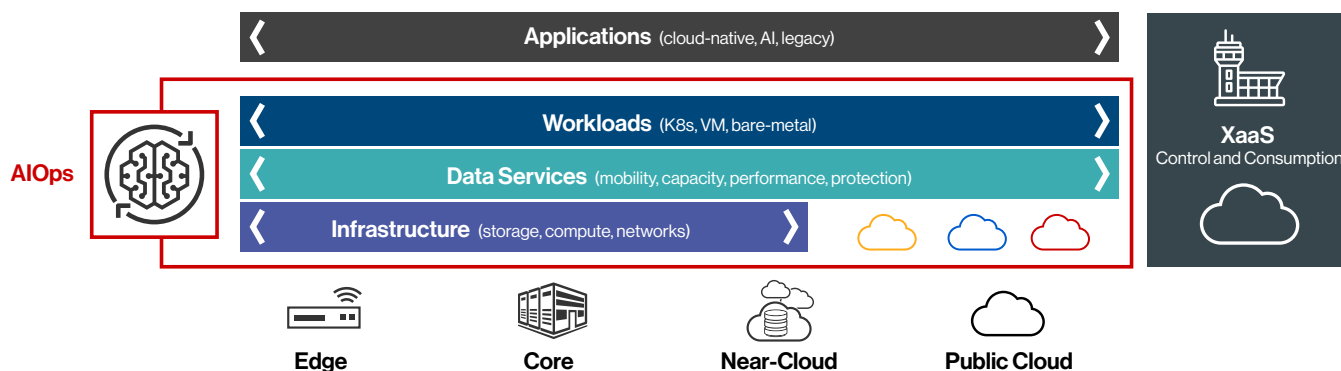 Applications (cloud-native, AI, legacy)
AIOps
Workloads (K8s, VM, bare-metal)
Data Services (mobility, capacity, performance, protection)
Infrastructure (storage, compute, networks)
XaaS
Control and Consumption
Edge
Core
Near-Cloud
Public Cloud